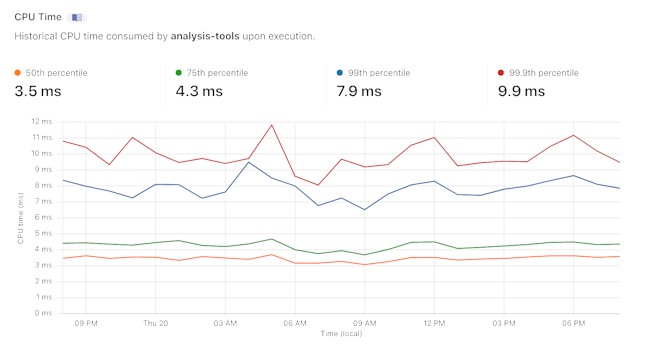 CPU Time
Historical CPU time consumed by analysis-tools upon execution.
50th percentile
3.5 ms
75th percentile
4.3 ms
99th percentile
7.9 ms
99.9th percentile
9.9 ms
12 ms
11 ms
10 ms
9 ms
8 ms
7 ms
6 ms
5 ms
4 ms
3 ms
2 ms
1 ms
0 ms
CPU time (ms)
09 PM
Thu 20
03 AM
06 AM
09 AM
12 PM
03 PM
06 PM
Time (local)